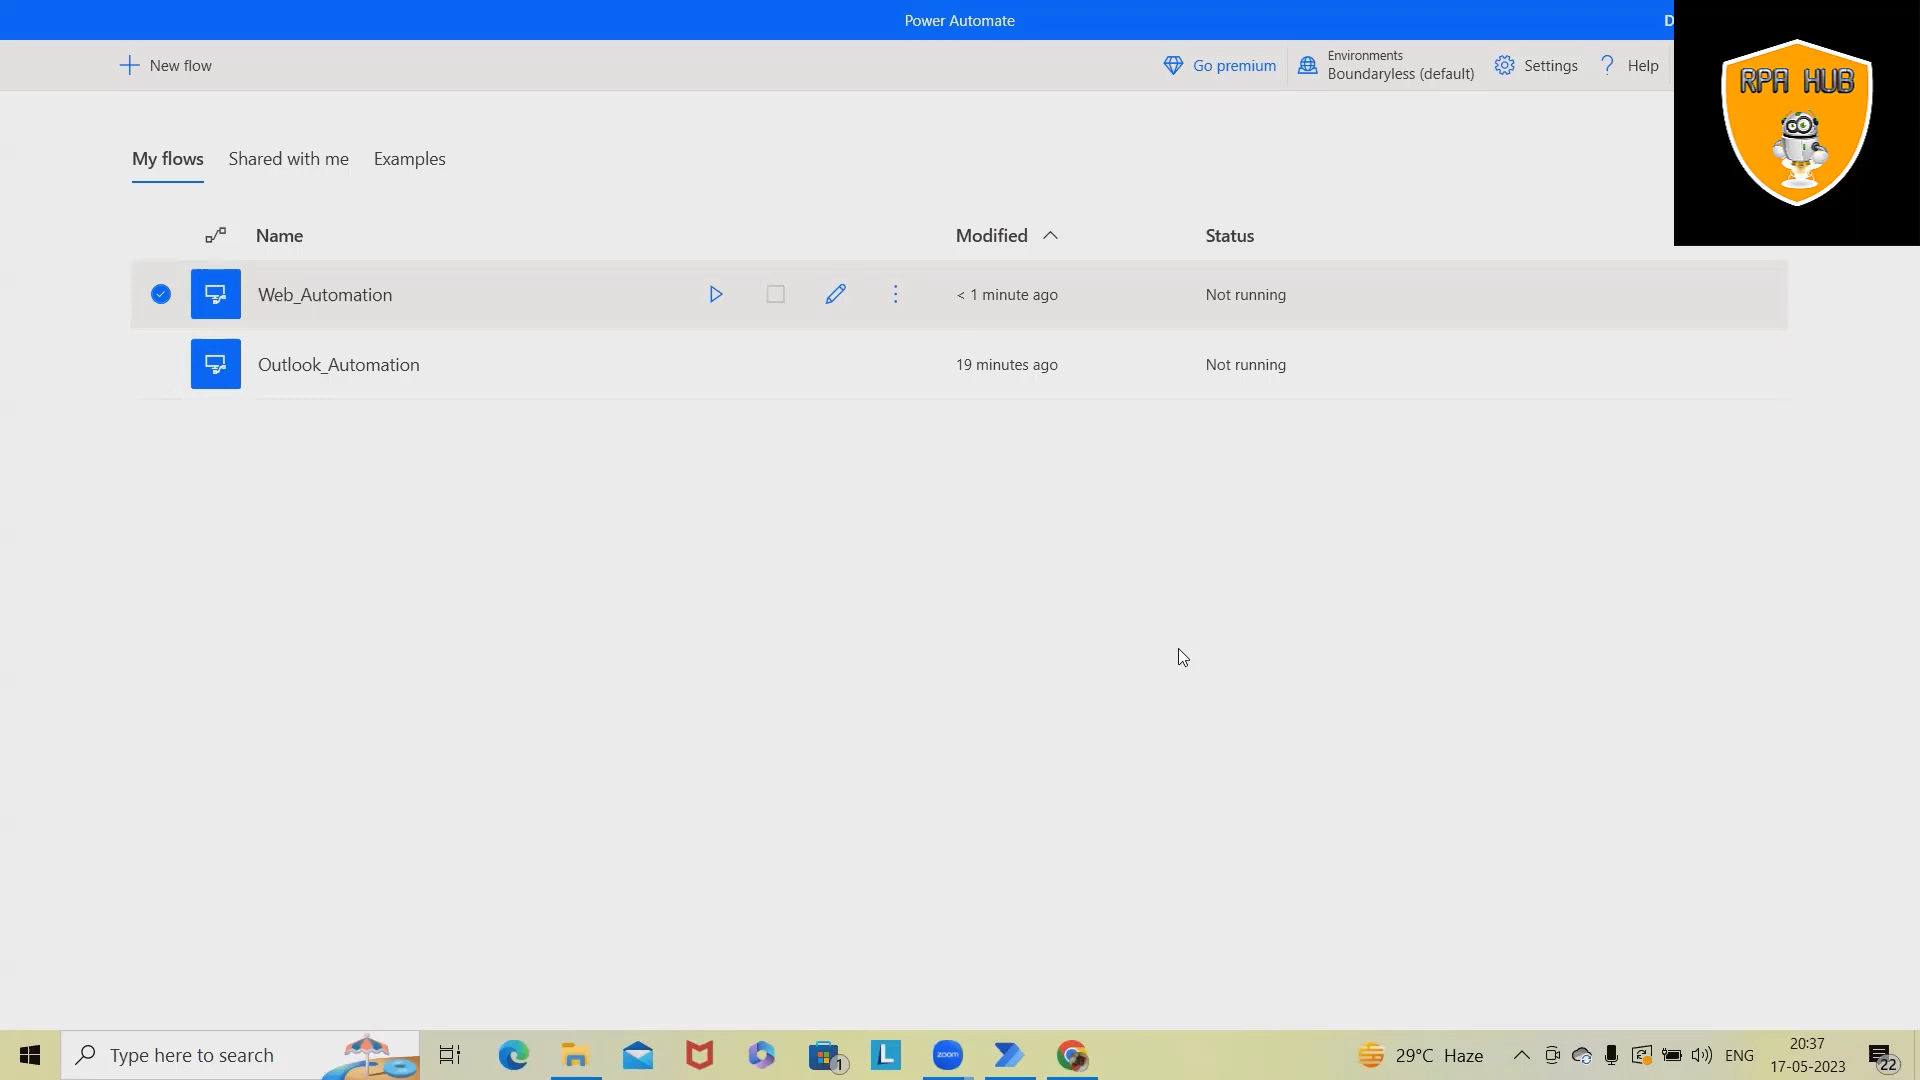 Power Automate
D
New flow
Go premium
Environments
Boundaryless (default)
Settings
Help
RPA HUB
My flows
Shared with me
Examples
Name
Modified
Status
Web_Automation
< 1 minute ago
Not running
Outlook_Automation
19 minutes ago
Not running
Type here to search
1
L
zoom
29°C Haze
ENG
20:37
17-05-2023
22